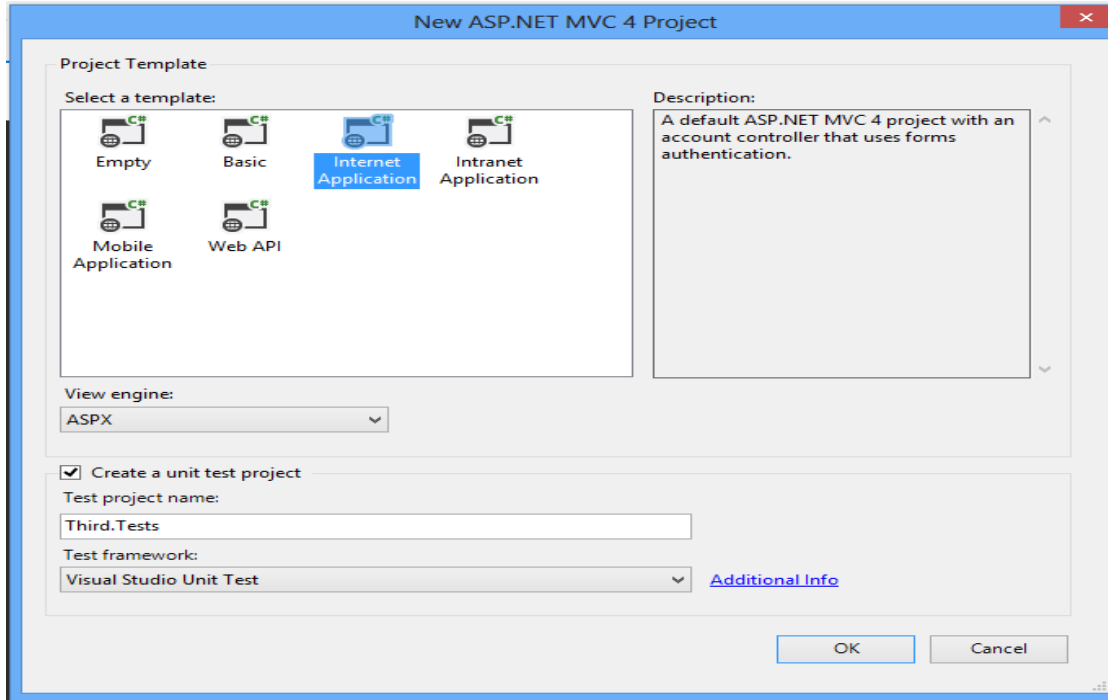 New ASP.NET MVC 4 Project
Project Template
Select a template:
C#
Empty
C#
Basic
C#
Internet
Application
C#
Intranet
Application
C#
Mobile
Application
C#
Web API
Description:
A default ASP.NET MVC 4 project with an
account controller that uses forms
authentication.
View engine:
ASPX
Create a unit test project
Test project name:
Third.Tests
Test framework:
Visual Studio Unit Test
Additional Info
OK
Cancel